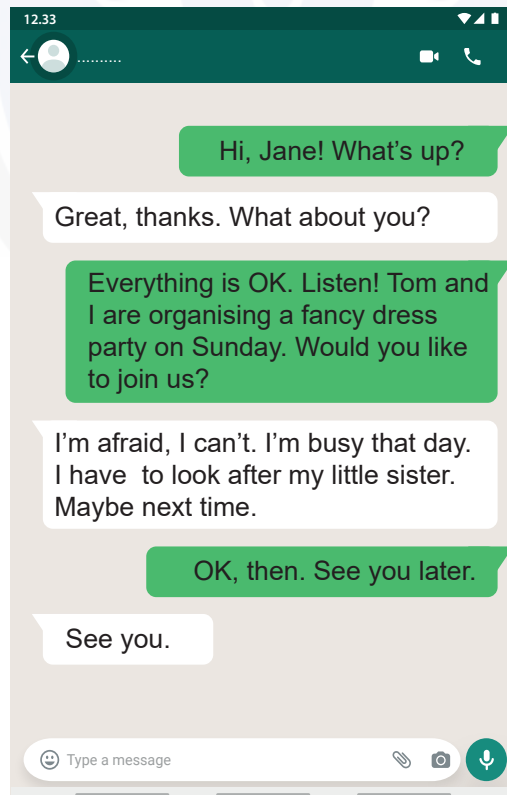 12.33
..........
Hi, Jane! What's up?
Great, thanks. What about you?
Everything is OK. Listen! Tom and
I are organising a fancy dress
party on Sunday. Would you like
to join us?
I'm afraid, I can't. I'm busy that day.
I have  to look after my little sister.
Maybe next time.
OK, then. See you later.
See you.
Type a message